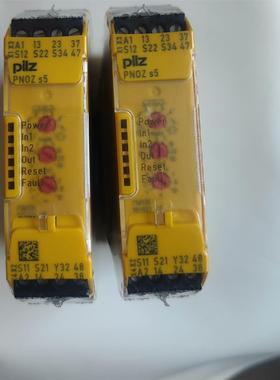 A1 13 23 37
S12 S22 S34 47
pilz
PNOZ s5
Power
In1
In2
Out
Reset
Fault
S11 S21 Y32 48
A2 14 24 38
A1 13 23 37
S12 S22 S34 47
pilz
PNOZ s5
Power
In1
In2
Out
Reset
Fault
S11 S21 Y32 48
A2 14 24 38